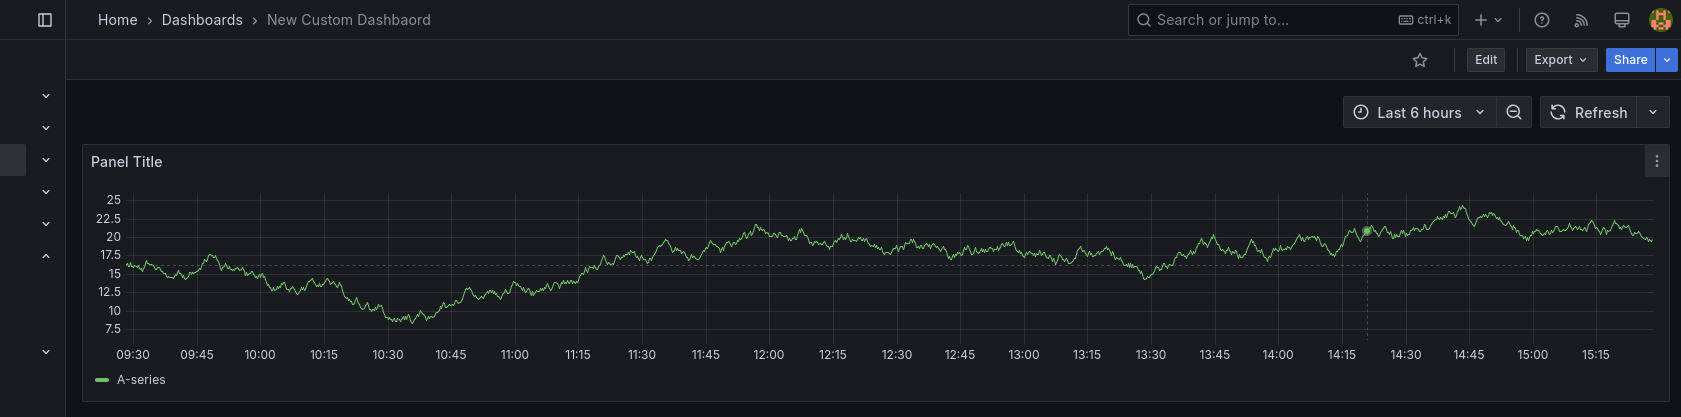 Home > Dashboards > New Custom Dashbaord
Search or jump to... ctrl+k
Edit Export Share
Last 6 hours Refresh
Panel Title
25
22.5
20
17.5
15
12.5
10
7.5
09:30 09:45 10:00 10:15 10:30 10:45 11:00 11:15 11:30 11:45 12:00 12:15 12:30 12:45 13:00 13:15 13:30 13:45 14:00 14:15 14:30 14:45 15:00 15:15
A-series